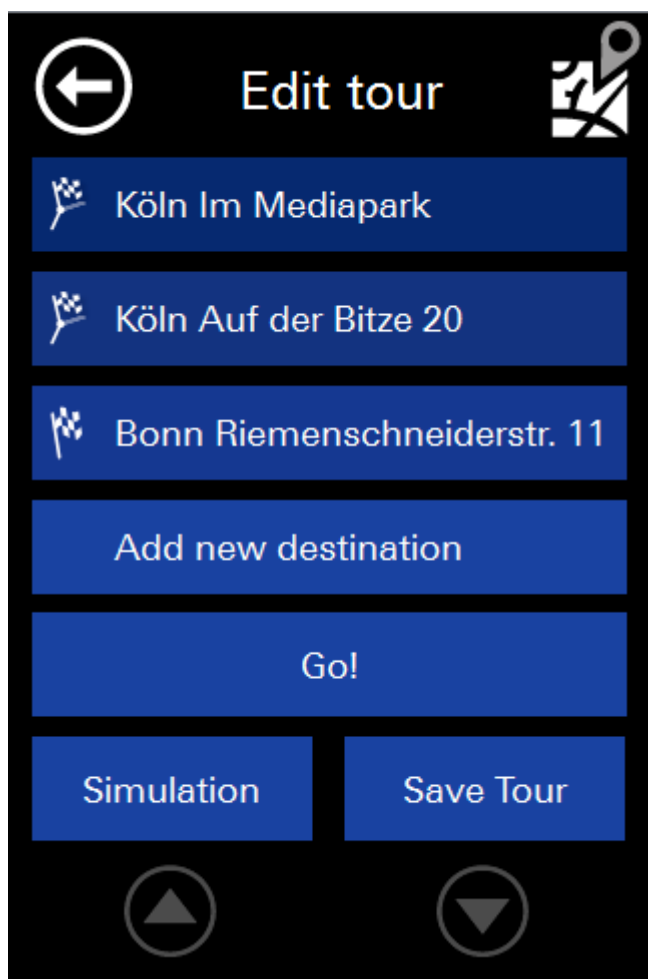 Edit tour
Köln Im Mediapark
Köln Auf der Bitze 20
Bonn Riemenschneiderstr. 11
Add new destination
Go!
Simulation
Save Tour